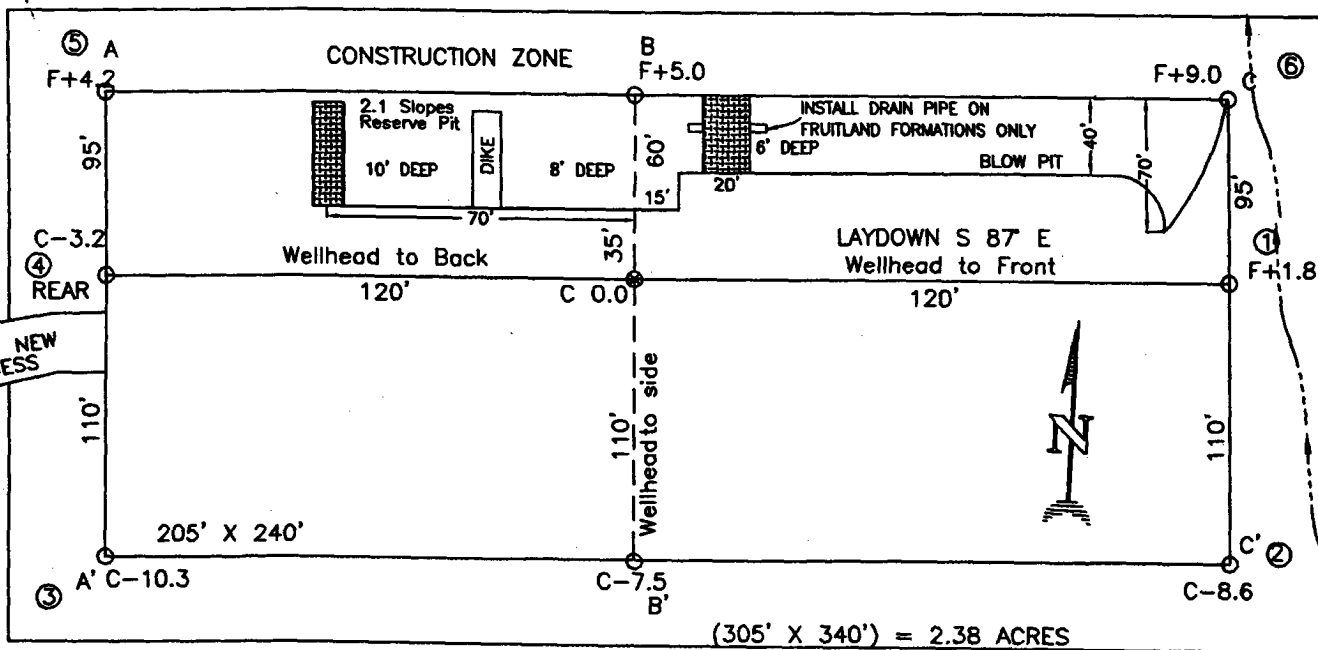 ⑤ A
CONSTRUCTION ZONE
B
⑥
F+4.2
F+5.0
F+9.0
C
2.1 Slopes
Reserve Pit
INSTALL DRAIN PIPE ON
FRUITLAND FORMATIONS ONLY
95'
10' DEEP
DIKE
8' DEEP
60'
6' DEEP
BLOW PIT
40'
70'
95'
20'
15'
70'
C-3.2
④
REAR
Wellhead to Back
120'
35'
C 0.0
LAYDOWN S 87° E
Wellhead to Front
120'
①
F+1.8
NEW
CESS
110'
110'
Wellhead to side
N
110'
205' X 240'
③
A' C-10.3
C-7.5
B'
C' ②
C-8.6
(305' X 340') = 2.38 ACRES